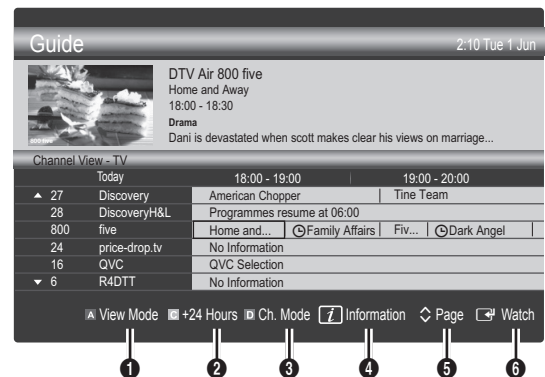 Guide 2:10 Tue 1 Jun
DTV Air 800 five
Home and Away
18:00 - 18:30
Drama
Dani is devastated when scott makes clear his views on marriage...
800 five
Channel View - TV
Today 18:00 - 19:00 19:00 - 20:00
▲ 27 Discovery American Chopper Tine Team
28 DiscoveryH&L Programmes resume at 06:00
800 five Home and... Family Affairs Fiv... Dark Angel
24 price-drop.tv No Information
16 QVC QVC Selection
▼ 6 R4DTT No Information
A View Mode C +24 Hours D Ch. Mode i Information Page Watch
1 2 3 4 5 6